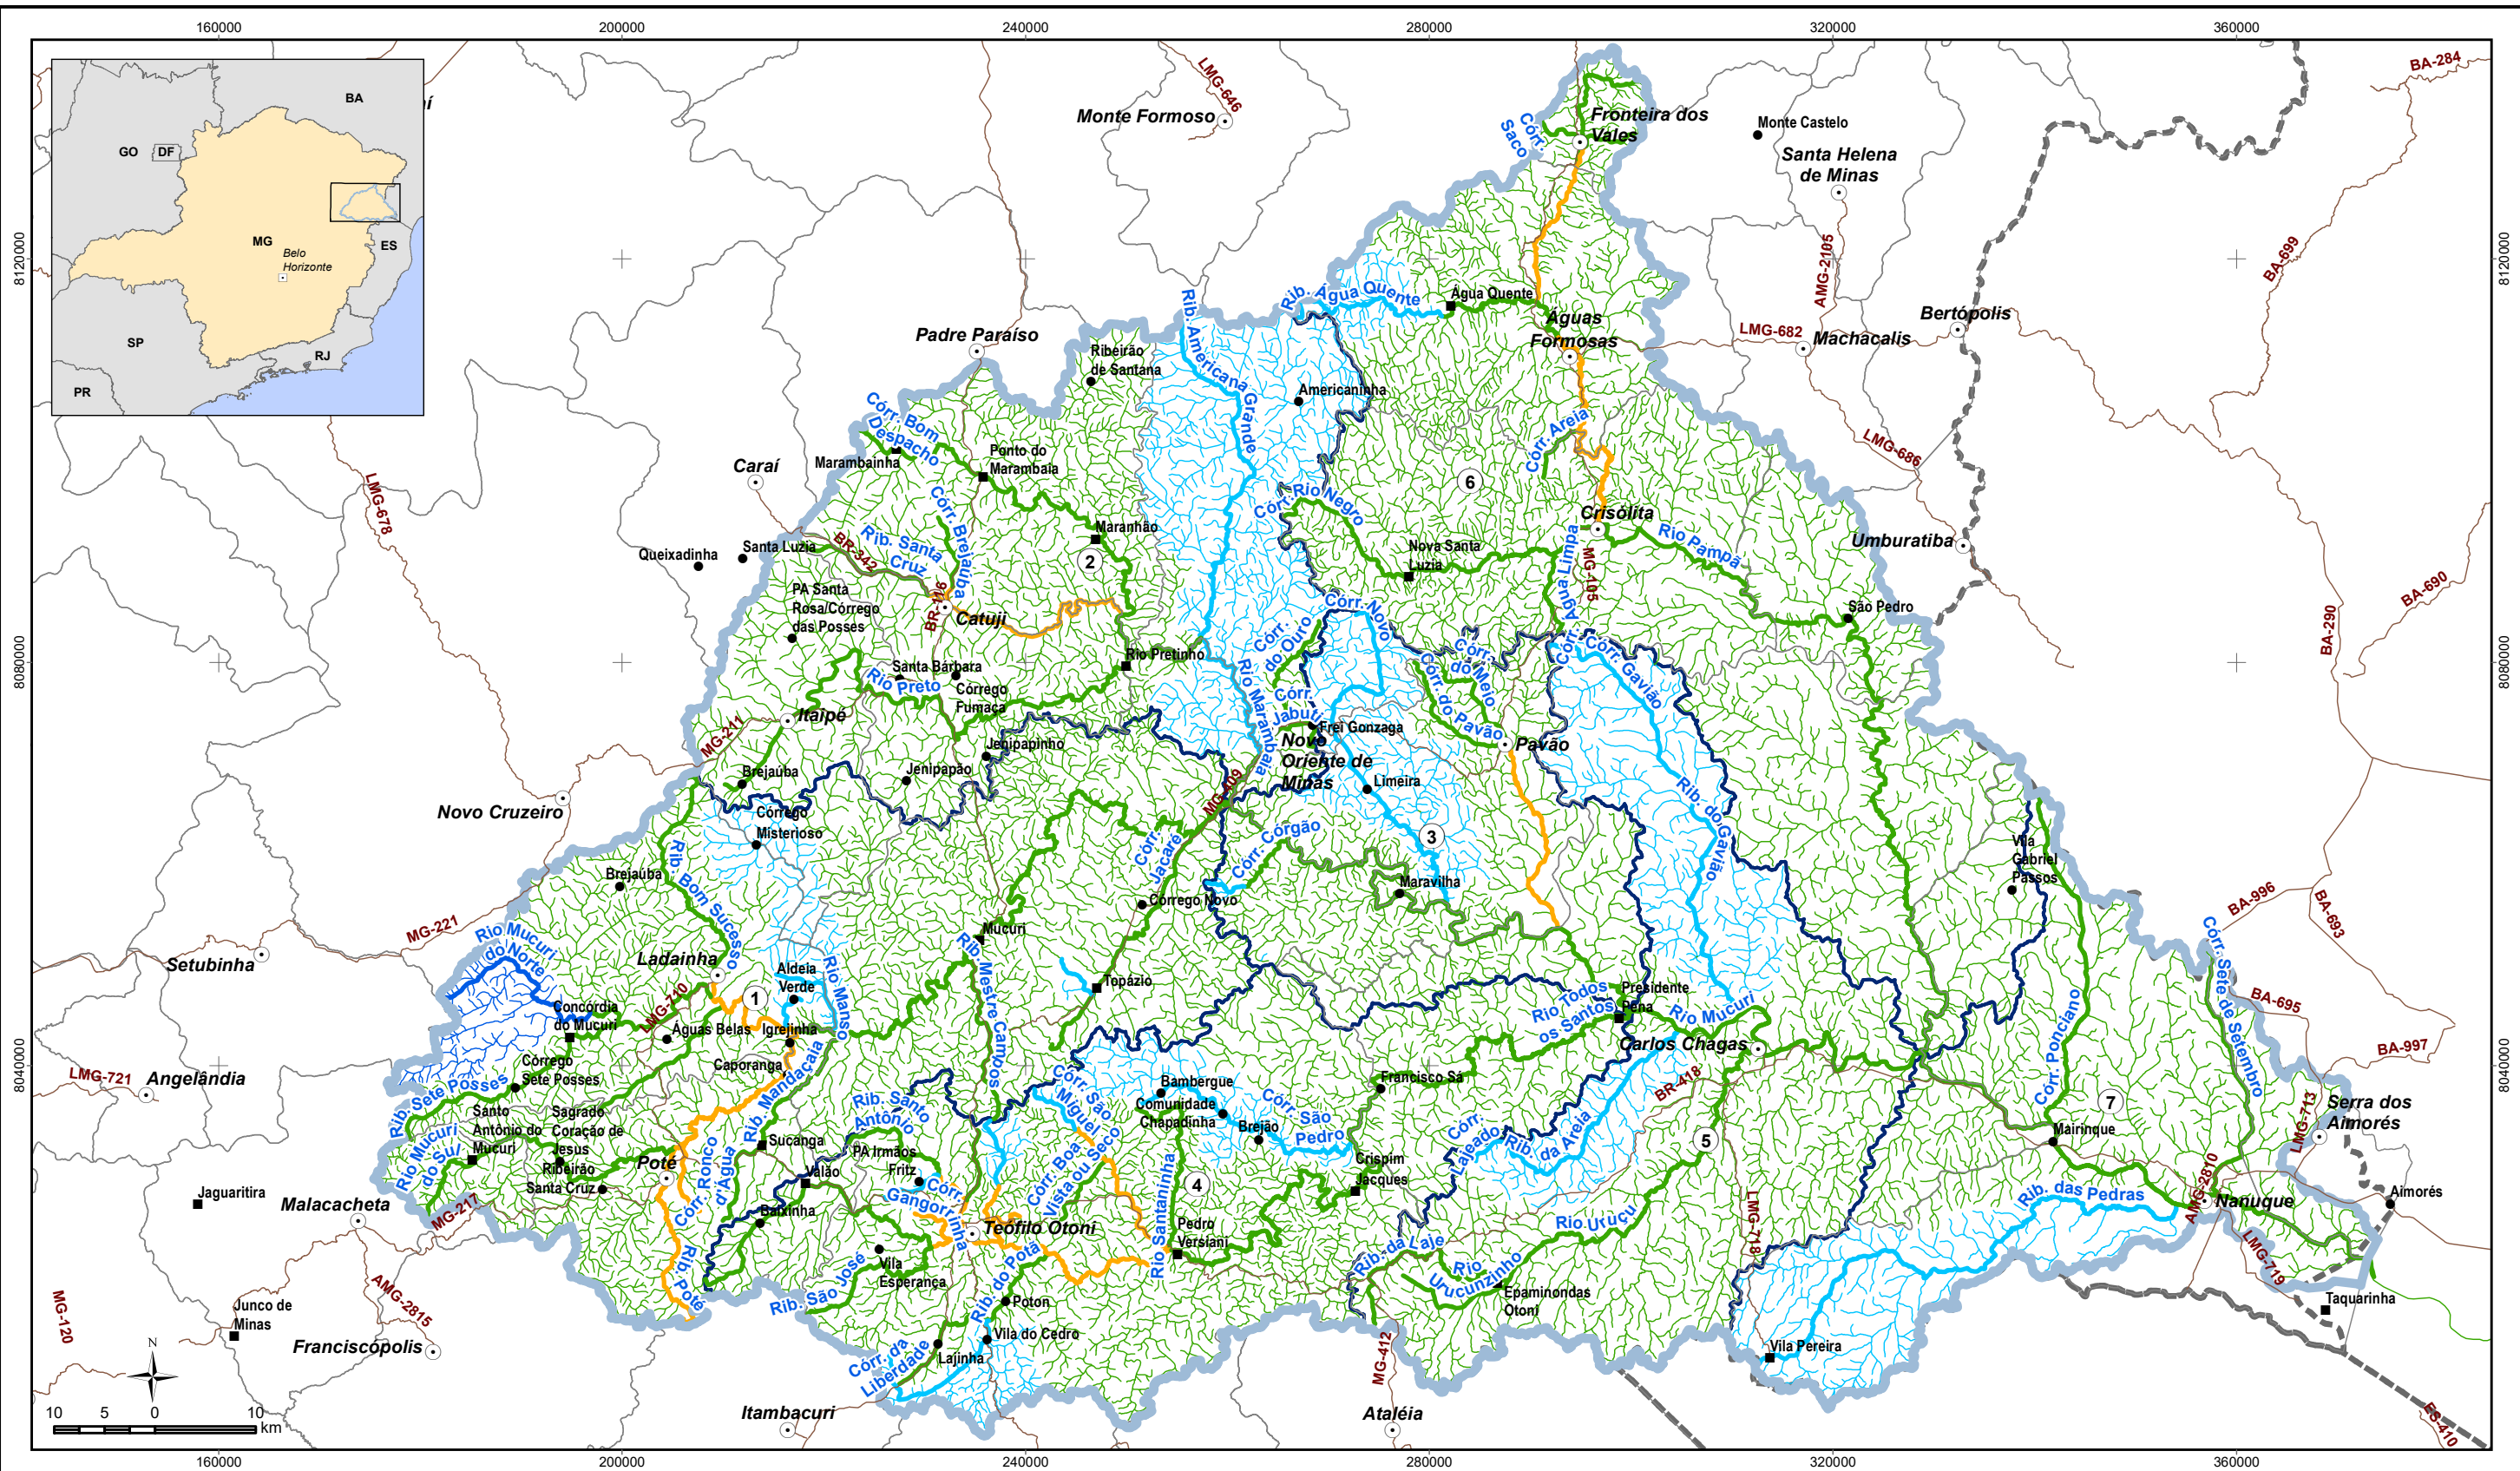 160000
200000
240000
280000
320000
360000
8120000
8080000
8040000
8120000
8080000
8040000
BA
GO
DF
MG
Belo
Horizonte
ES
SP
RJ
PR
LMG-646
Monte Formoso
Córr.
Saco
Fronteira dos
Vales
Monte Castelo
Santa Helena
de Minas
BA-284
AMG-2105
BA-699
Rib. Água Quente
Água Quente
Águas
Formosas
LMG-682
Machacalis
Bertópolis
Padre Paraíso
Ribeirão
de Santana
Rib. Americana Grande
Americaninha
Córr. Bom
Despacho
Marambainha
Ponto do
Marambaia
Córr. Areia
LMG-686
Caraí
LMG-678
6
Córr. Rio Negro
Crisólita
Rio Pampã
Umburatiba
Queixadinha
Santa Luzia
BR-342
Rib. Santa
Cruz
Córr. Brejaúba
Maranhão
2
Nova Santa
Luzia
Córr. Água Limpa
MG-105
BA-690
BA-290
PA Santa
Rosa/Córrego
das Posses
BR-116
Catuji
Córr. Novo
São Pedro
Santa Bárbara
Rio Preto
Córrego
Fumaça
Rio Pretinho
Córr.
do Ouro
Rio Marambaia
Córr.
Jabuti
Córr.
do Meio
Córr. do Pavão
Córr. Gavião
Itaipé
MG-211
Frei Gonzaga
Novo
Oriente de
Minas
Pavão
Jenipapinho
Jenipapão
Brejaúba
Limeira
MG-409
Rib. do Gavião
Novo Cruzeiro
Córrego
Misterioso
Córr.
Jacaré
Córr. Córgão
3
Vila
Gabriel
Passos
Brejaúba
Rib. Bom Sucesso
Maravilha
Córrego Novo
BA-996
BA-693
MG-221
Setubinha
Rio Mucuri
do Norte
Ladainha
Mucuri
Aldeia
Verde
Rio Manso
Rib. Mestre Campos
Topázio
Córr. Sete de Setembro
Concórdia
do Mucuri
LMG-710
1
Águas Belas
Igrejinha
Caporanga
Rio Todos
os Santos
Presidente
Pena
Rio Mucuri
Carlos Chagas
BA-695
BA-997
LMG-721
Angelândia
Rib. Sete Posses
Córrego
Sete Posses
Rib. Mandaçaia
Córr. São
Miguel
Bambergue
Comunidade
Chapadinha
Brejão
Córr. São
Pedro
Francisco Sá
BR-418
Córr. Ponciano
7
LMG-713
Serra dos
Aimorés
Santo
Antônio do
Mucuri
Sagrado
Coração de
Jesus
Rib. Santo
Antônio
Rio Mucuri
do Sul
Ribeirão
Santa Cruz
Poté
Córr. Ronco
d'Água
Sucanga
PA Irmãos
Fritz
Valão
Córr. Boa
Vista ou Seco
Córr.
Lajeado
Rib. da Areia
5
Mairinque
Crispim
Jacques
Rio Santaninha
4
Jaguaritira
Malacacheta
MG-217
Baixinha
Córr.
Gangorrinha
Teófilo Otoni
Pedro
Versiani
Rio Uruçu
Rib. das Pedras
AMG-2810
Nanuque
Aimorés
LMG-718
Rib. Poté
Vila
Esperança
Rib. São José
Rib. do Potá
Rib. da Laje
Rio
Urucunzinho
LMG-719
MG-120
Junco de
Minas
AMG-2815
Poton
Epaminondas
Otoni
Taquarinha
Franciscópolis
Vila do Cedro
Lajinha
Córr. da
Liberdade
MG-412
Vila Pereira
N
10
5
0
10
km
Itambacuri
Ataléia
ES-410
160000
200000
240000
280000
320000
360000